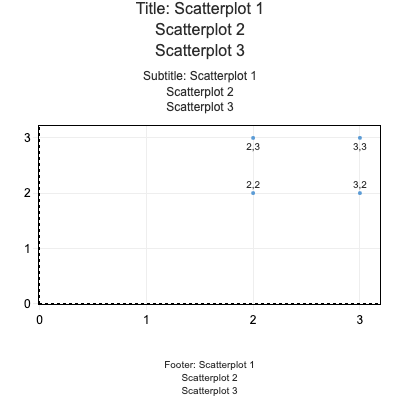 Title: Scatterplot 1
Scatterplot 2
Scatterplot 3
Subtitle: Scatterplot 1
Scatterplot 2
Scatterplot 3
3
2,3
3,3
2
2,2
3,2
1
0
0 1 2 3
Footer: Scatterplot 1
Scatterplot 2
Scatterplot 3